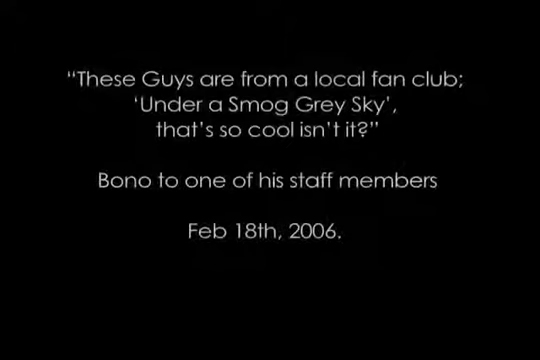 “These Guys are from a local fan club;
‘Under a Smog Grey Sky’,
that’s so cool isn’t it?”
Bono to one of his staff members
Feb 18th, 2006.